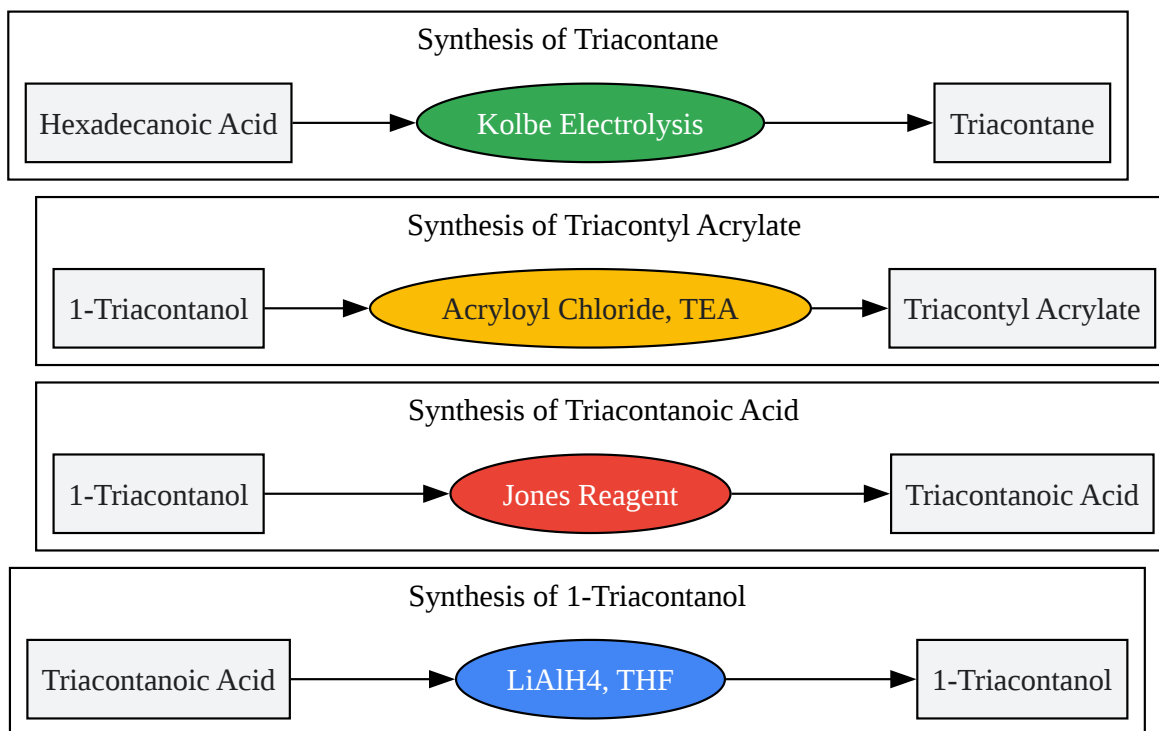 Synthesis of Triacontane
Hexadecanoic Acid
Kolbe Electrolysis
Triacontane
Synthesis of Triacontyl Acrylate
1-Triacontanol
Acryloyl Chloride, TEA
Triacontyl Acrylate
Synthesis of Triacontanoic Acid
1-Triacontanol
Jones Reagent
Triacontanoic Acid
Synthesis of 1-Triacontanol
Triacontanoic Acid
LiAlH4, THF
1-Triacontanol